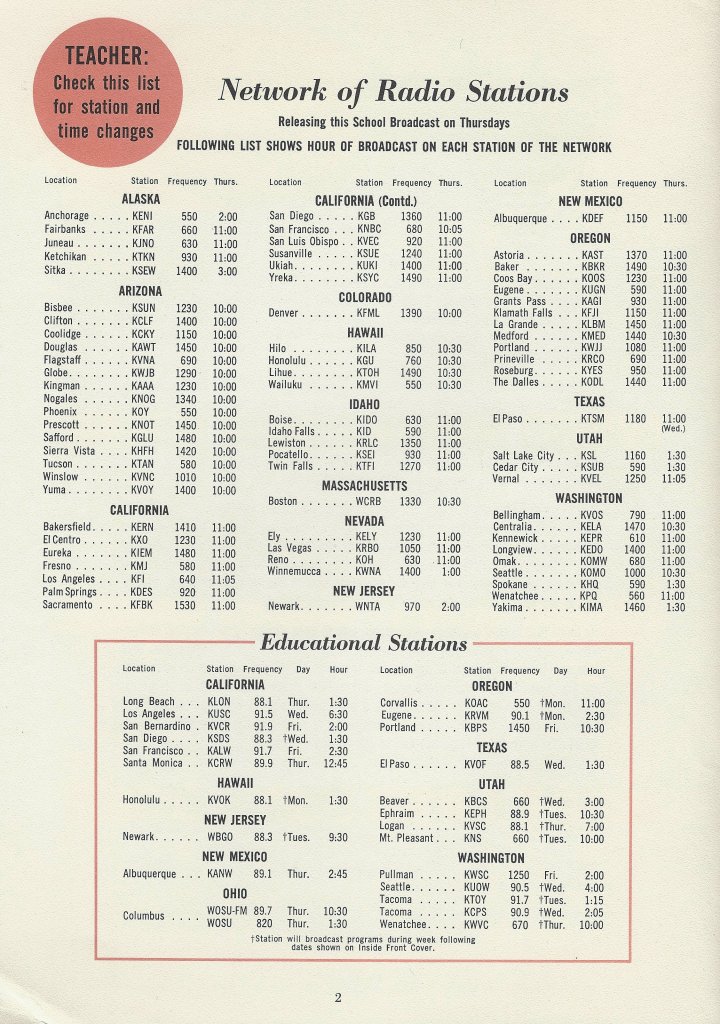 TEACHER:
Check this list
for station and
time changes
Network of Radio Stations
Releasing this School Broadcast on Thursdays
FOLLOWING LIST SHOWS HOUR OF BROADCAST ON EACH STATION OF THE NETWORK
Location Station Frequency Thurs.
ALASKA
Anchorage . . . . . KENI 550 2:00
Fairbanks . . . . . KFAR 660 11:00
Juneau . . . . . . . KJNO 630 11:00
Ketchikan . . . . . KTKN 930 11:00
Sitka . . . . . . . . KSEW 1400 3:00
ARIZONA
Bisbee . . . . . . . KSUN 1230 10:00
Clifton . . . . . . . KCLF 1400 10:00
Coolidge . . . . . . KCKY 1150 10:00
Douglas . . . . . . KAWT 1450 10:00
Flagstaff . . . . . . KVNA 690 10:00
Globe . . . . . . . . KWJB 1290 10:00
Kingman . . . . . . KAAA 1230 10:00
Nogales . . . . . . KNOG 1340 10:00
Phoenix . . . . . . KOY 550 10:00
Prescott . . . . . . KNOT 1450 10:00
Safford . . . . . . . KGLU 1480 10:00
Sierra Vista . . . . KHFH 1420 10:00
Tucson . . . . . . . KTAN 580 10:00
Winslow . . . . . . KVNC 1010 10:00
Yuma . . . . . . . . KVOY 1400 10:00
CALIFORNIA
Bakersfield . . . . . KERN 1410 11:00
El Centro . . . . . KXO 1230 11:00
Eureka . . . . . . . KIEM 1480 11:00
Fresno . . . . . . . KMJ 580 11:00
Los Angeles . . . . KFI 640 11:05
Palm Springs . . . . KDES 920 11:00
Sacramento . . . . KFBK 1530 11:00
Location Station Frequency Thurs.
CALIFORNIA (Contd.)
San Diego . . . . . KGB 1360 11:00
San Francisco . . . KNBC 680 10:05
San Luis Obispo . . KVEC 920 11:00
Susanville . . . . . KSUE 1240 11:00
Ukiah . . . . . . . . KUKI 1400 11:00
Yreka . . . . . . . . KSYC 1490 11:00
COLORADO
Denver . . . . . . . KFML 1390 10:00
HAWAII
Hilo . . . . . . . . KILA 850 10:30
Honolulu . . . . . . KGU 760 10:30
Lihue . . . . . . . . KTOH 1490 10:30
Wailuku . . . . . . KMVI 550 10:30
IDAHO
Boise . . . . . . . . KIDO 630 11:00
Idaho Falls . . . . . KID 590 11:00
Lewiston . . . . . . KRLC 1350 11:00
Pocatello . . . . . . KSEI 930 11:00
Twin Falls . . . . . KTFI 1270 11:00
MASSACHUSETTS
Boston . . . . . . . WCRB 1330 10:30
NEVADA
Ely . . . . . . . . . KELY 1230 11:00
Las Vegas . . . . . KRBO 1050 11:00
Reno . . . . . . . . KOH 630 11:00
Winnemucca . . . . KWNA 1400 1:00
NEW JERSEY
Newark . . . . . . . WNTA 970 2:00
Location Station Frequency Thurs.
NEW MEXICO
Albuquerque . . . . KDEF 1150 11:00
OREGON
Astoria . . . . . . . KAST 1370 11:00
Baker . . . . . . . KBKR 1490 10:30
Coos Bay . . . . . . KOOS 1230 11:00
Eugene . . . . . . . KUGN 590 11:00
Grants Pass . . . . KAGI 930 11:00
Klamath Falls . . . KFJI 1150 11:00
La Grande . . . . . KLBM 1450 11:00
Medford . . . . . . KMED 1440 10:30
Portland . . . . . . KWJJ 1080 11:00
Prineville . . . . . KRCO 690 11:00
Roseburg . . . . . . KYES 950 11:00
The Dalles . . . . . KODL 1440 11:00
TEXAS
El Paso . . . . . . . KTSM 1180 11:00
(Wed.)
UTAH
Salt Lake City . . . KSL 1160 1:30
Cedar City . . . . . KSUB 590 1:30
Vernal . . . . . . . KVEL 1250 11:05
WASHINGTON
Bellingham . . . . . KVOS 790 11:00
Centralia . . . . . . KELA 1470 10:30
Kennewick . . . . . KEPR 610 11:00
Longview . . . . . . KEDO 1400 11:00
Omak . . . . . . . . KOMW 680 11:00
Seattle . . . . . . . KOMO 1000 10:30
Spokane . . . . . . KHQ 590 1:30
Wenatchee . . . . . KPQ 560 11:00
Yakima . . . . . . . KIMA 1460 1:30
Educational Stations
Location Station Frequency Day Hour
CALIFORNIA
Long Beach . . . . KLON 88.1 Thur. 1:30
Los Angeles . . . KUSC 91.5 Wed. 6:30
San Bernardino . KVCR 91.9 Fri. 2:00
San Diego . . . . KSDS 88.3 †Wed. 1:30
San Francisco . . KALW 91.7 Fri. 2:30
Santa Monica . . KCRW 89.9 Thur. 12:45
HAWAII
Honolulu . . . . . KVOK 88.1 †Mon. 1:30
NEW JERSEY
Newark . . . . . . WBGO 88.3 †Tues. 9:30
NEW MEXICO
Albuquerque . . . KANW 89.1 Thur. 2:45
OHIO
Columbus . . . . WOSU-FM 89.7 Thur. 10:30
WOSU 820 Thur. 1:30
Location Station Frequency Day Hour
OREGON
Corvallis . . . . . KOAC 550 †Mon. 11:00
Eugene . . . . . . KRVM 90.1 †Mon. 2:30
Portland . . . . . KBPS 1450 Fri. 10:30
TEXAS
El Paso . . . . . . KVOF 88.5 Wed. 1:30
UTAH
Beaver . . . . . . KBCS 660 †Wed. 3:00
Ephraim . . . . . KEPH 88.9 †Tues. 10:30
Logan . . . . . . KVSC 88.1 †Thur. 7:00
Mt. Pleasant . . . KNS 660 †Tues. 10:00
WASHINGTON
Pullman . . . . . KWSC 1250 Fri. 2:00
Seattle . . . . . . KUOW 90.5 †Wed. 4:00
Tacoma . . . . . KTOY 91.7 †Tues. 1:15
Tacoma . . . . . KCPS 90.9 †Wed. 2:05
Wenatchee . . . . KWVC 670 †Thur. 10:00
†Station will broadcast programs during week following
dates shown on Inside Front Cover.
2